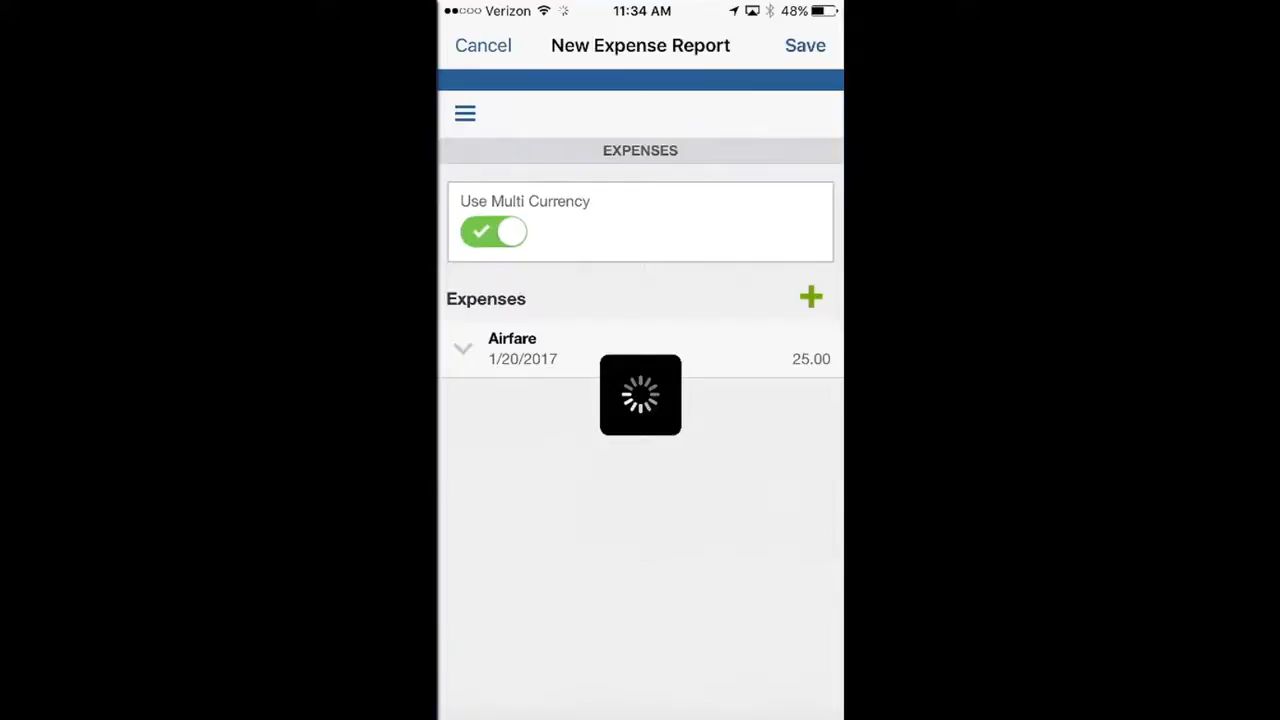 Verizon 11:34 AM 48%
Cancel New Expense Report Save
EXPENSES
Use Multi Currency
Expenses
Airfare
1/20/2017 25.00